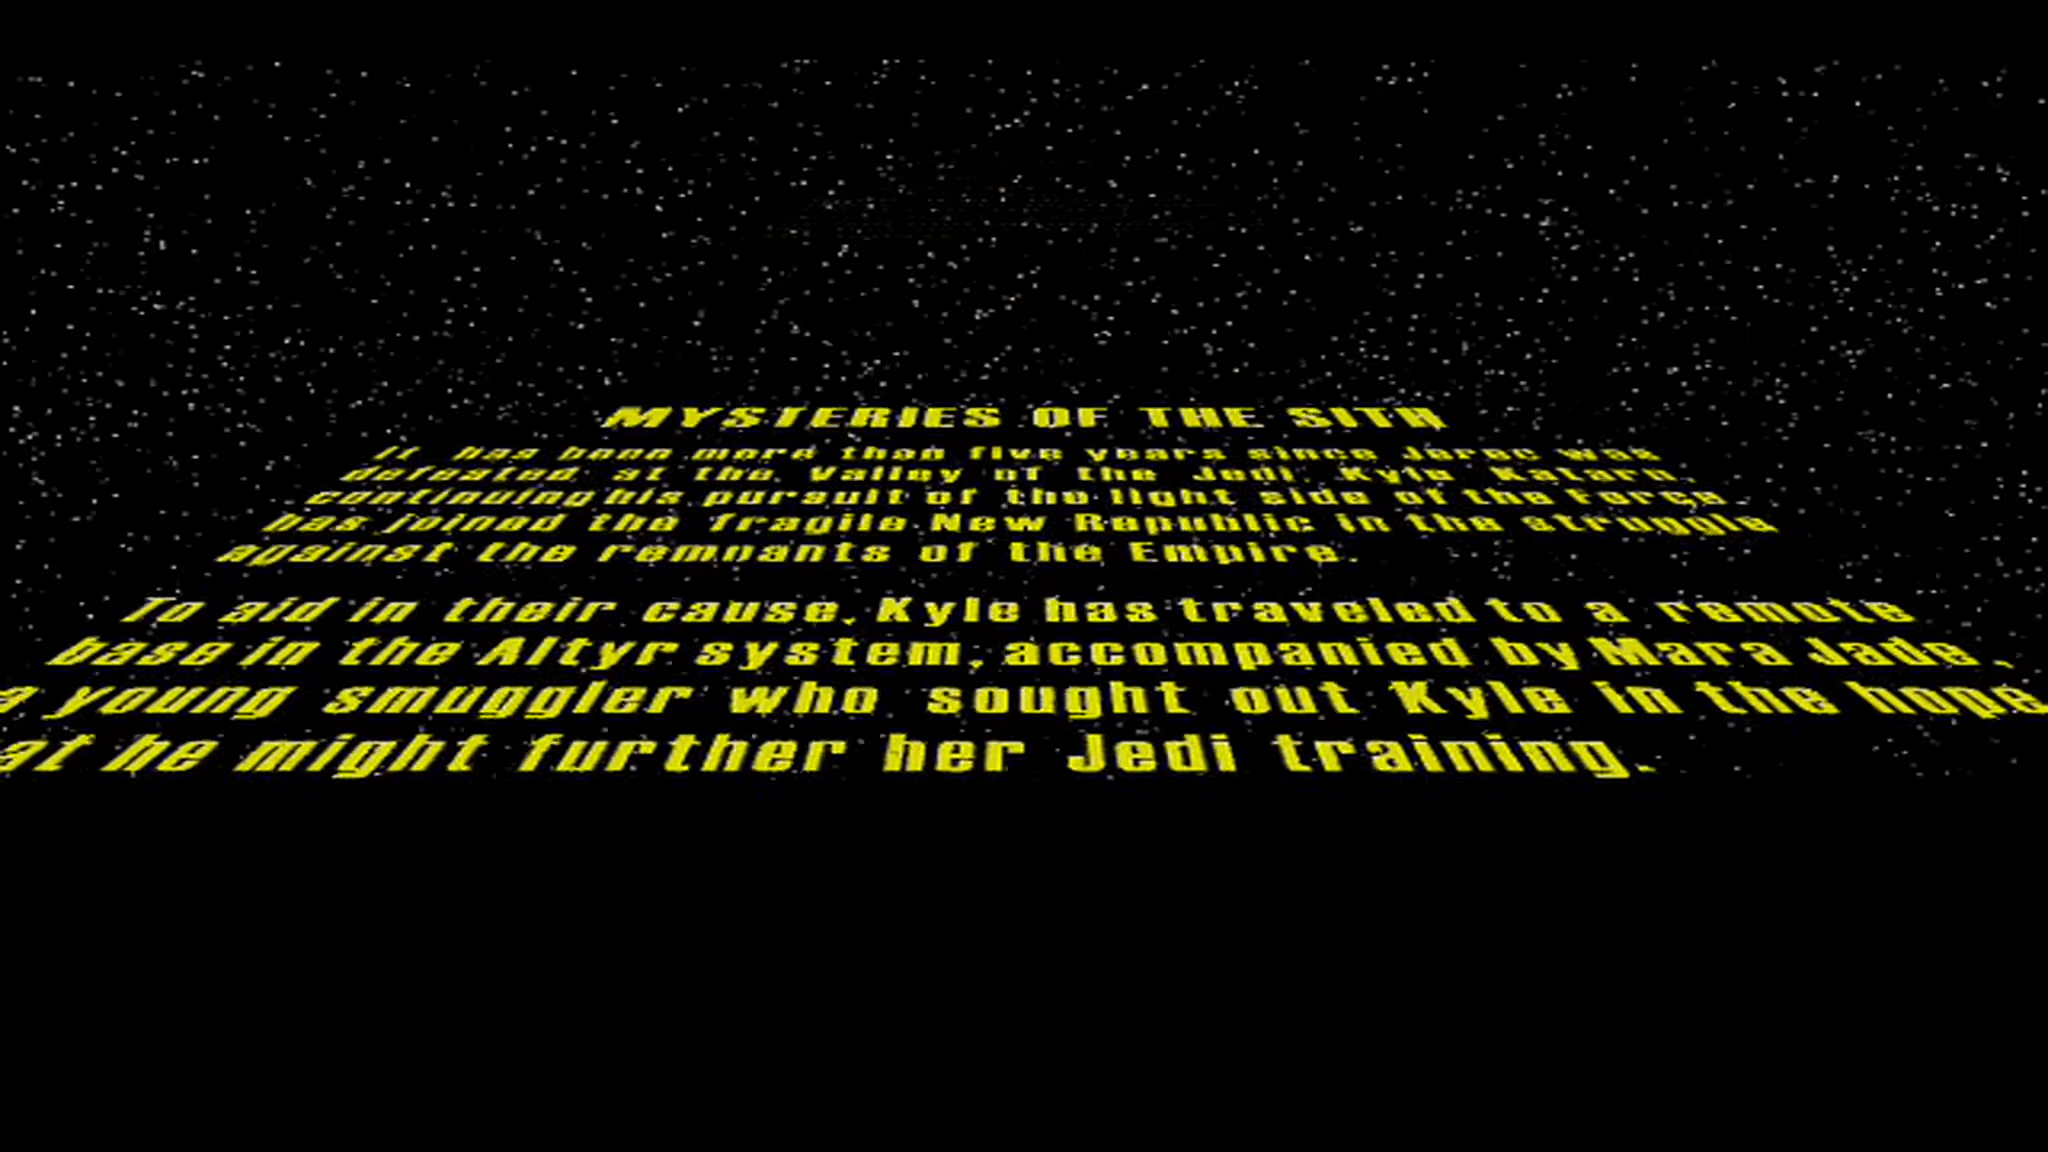 MYSTERIES OF THE SITH
It has been more than five years since Jerec was
defeated at the Valley of the Jedi. Kyle Katarn,
continuing his pursuit of the light side of the Force
has joined the fragile New Republic in the struggle
against the remnants of the Empire.
To aid in their cause, Kyle has traveled to a remote
base in the Altyr system, accompanied by Mara Jade,
a young smuggler who sought out Kyle in the hope
at he might further her Jedi training.